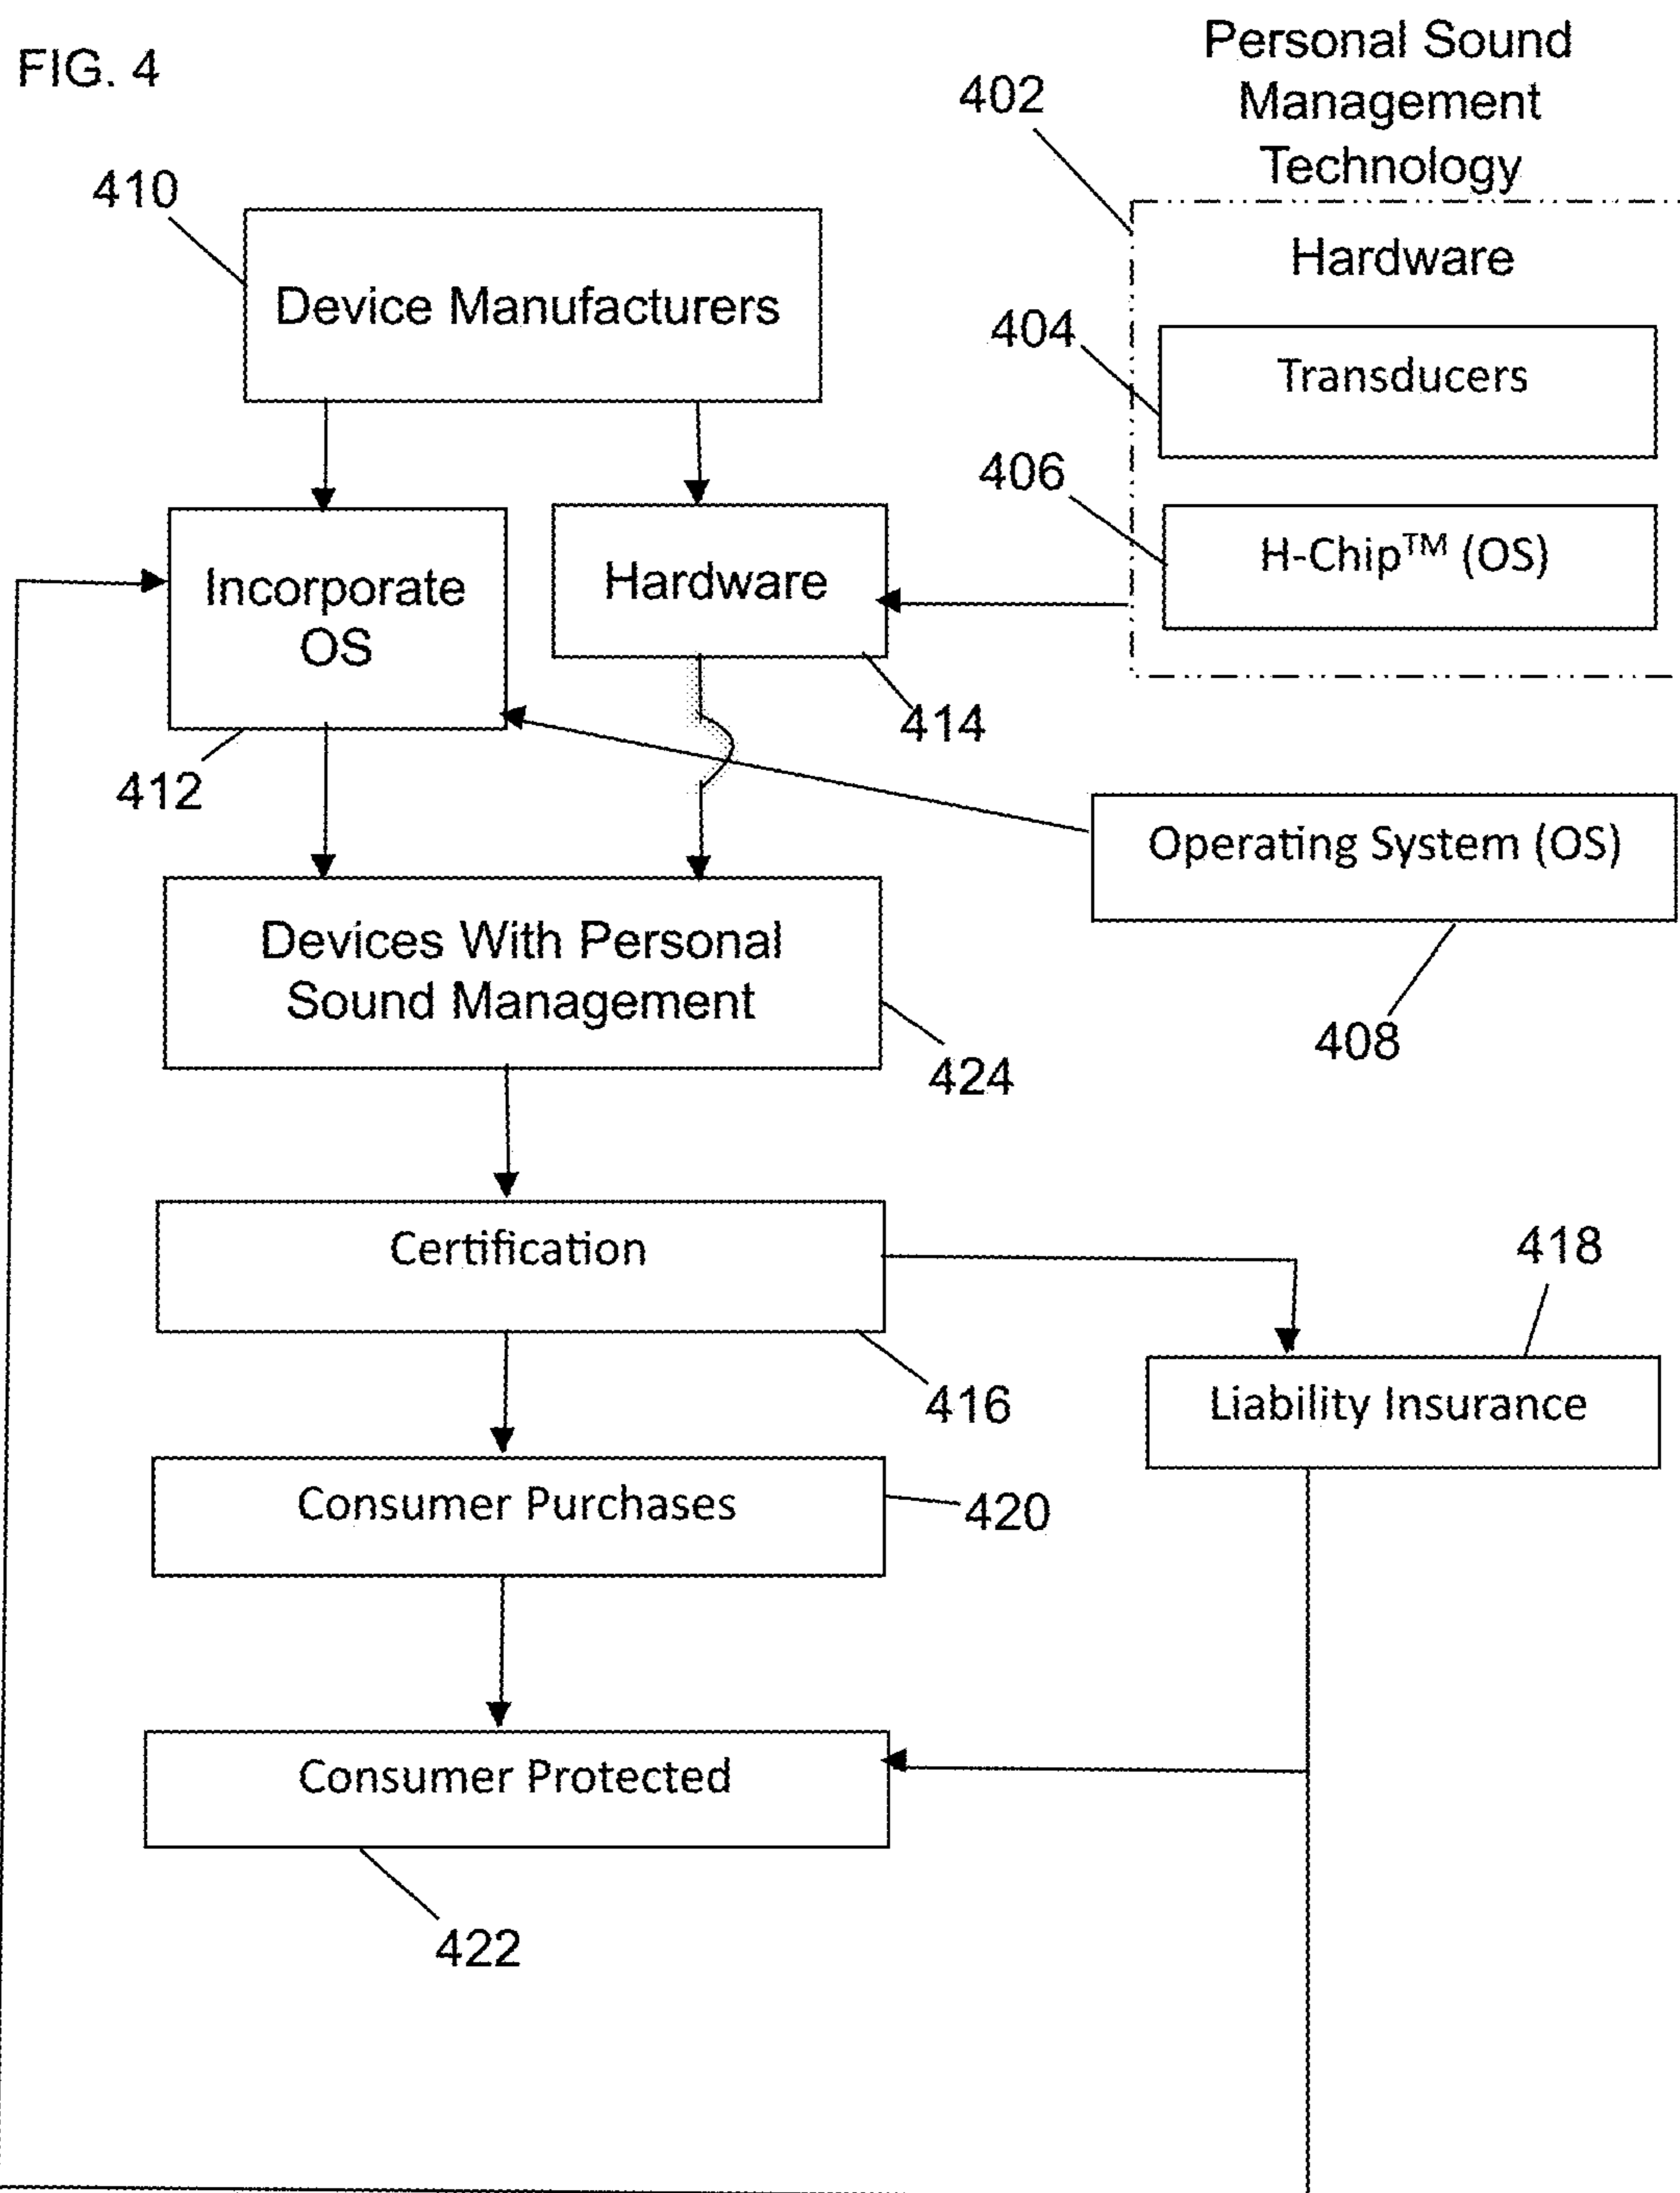 FIG. 4
Personal Sound
Management
Technology
402
410
Hardware
Device Manufacturers
404
Transducers
406
H-Chip™ (OS)
Incorporate
OS
Hardware
414
412
Operating System (OS)
Devices With Personal
Sound Management
408
424
Certification
418
416
Liability Insurance
Consumer Purchases
420
Consumer Protected
422